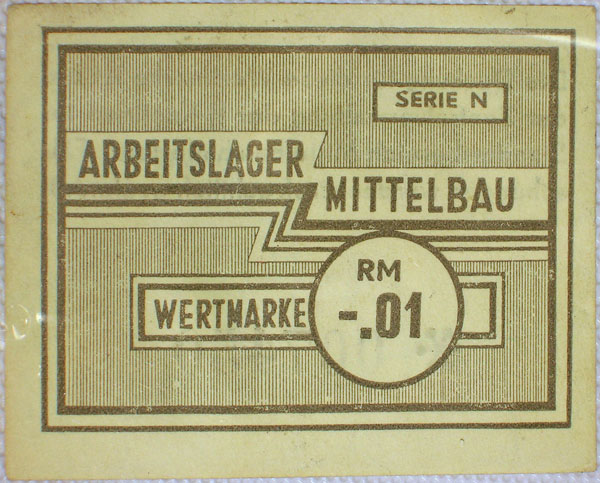 SERIE N
ARBEITSLAGER
MITTELBAU
RM
WERTMARKE
-.01